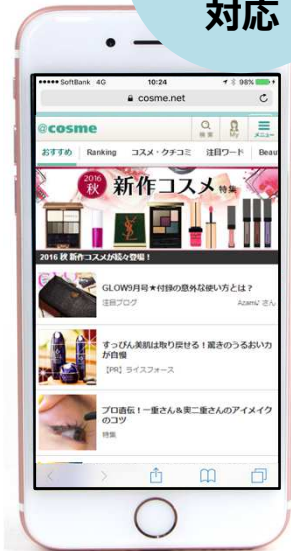 対応
SoftBank 4G 10:24 98%
cosme.net
@cosme 検索 My メニュー
おすすめ Ranking コスメ・クチコミ 注目ワード Beau
2016
秋 新作コスメ 特集
2016 秋 新作コスメが続々登場！
GLOW9月号★付録の意外な使い方とは？
注目ブログ Azami♪ さん
すっぴん美肌は取り戻せる！驚きのうるおい力
が自慢
【PR】ライスフォース
プロ直伝！一重さん&奥二重さんのアイメイク
のコツ
特集